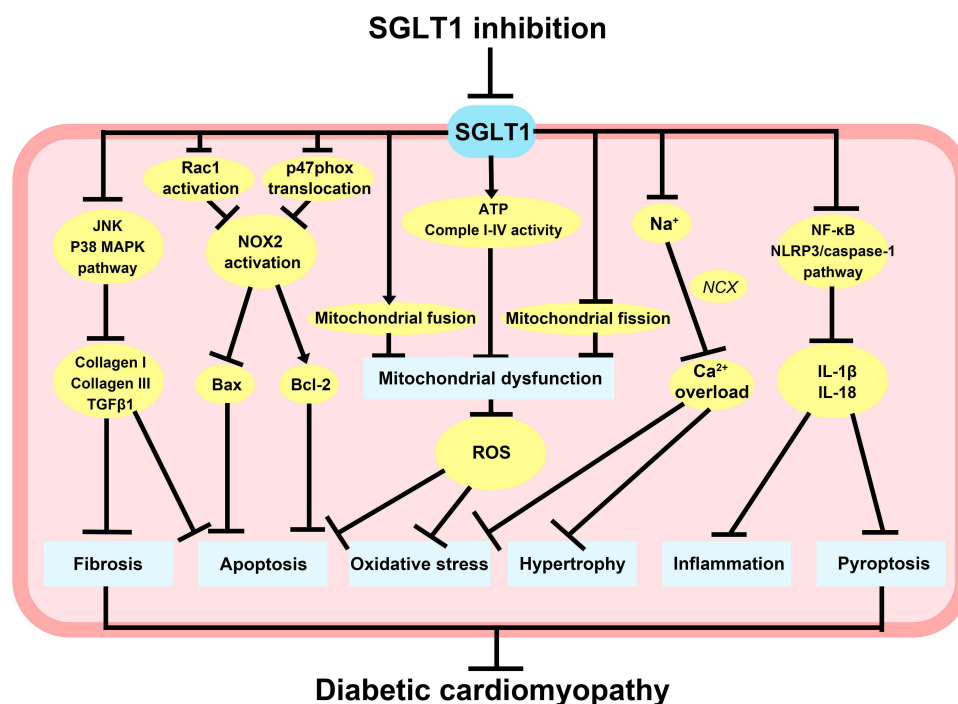 SGLT1 inhibition
SGLT1
Rac1
activation
p47phox
translocation
JNK
P38 MAPK
pathway
NOX2
activation
ATP
Comple I-IV activity
Na⁺
NF-κB
NLRP3/caspase-1
pathway
NCX
Mitochondrial fusion
Mitochondrial fission
Collagen I
Collagen III
TGFβ1
Bax
Bcl-2
Mitochondrial dysfunction
Ca²⁺
overload
IL-1β
IL-18
ROS
Fibrosis
Apoptosis
Oxidative stress
Hypertrophy
Inflammation
Pyroptosis
Diabetic cardiomyopathy